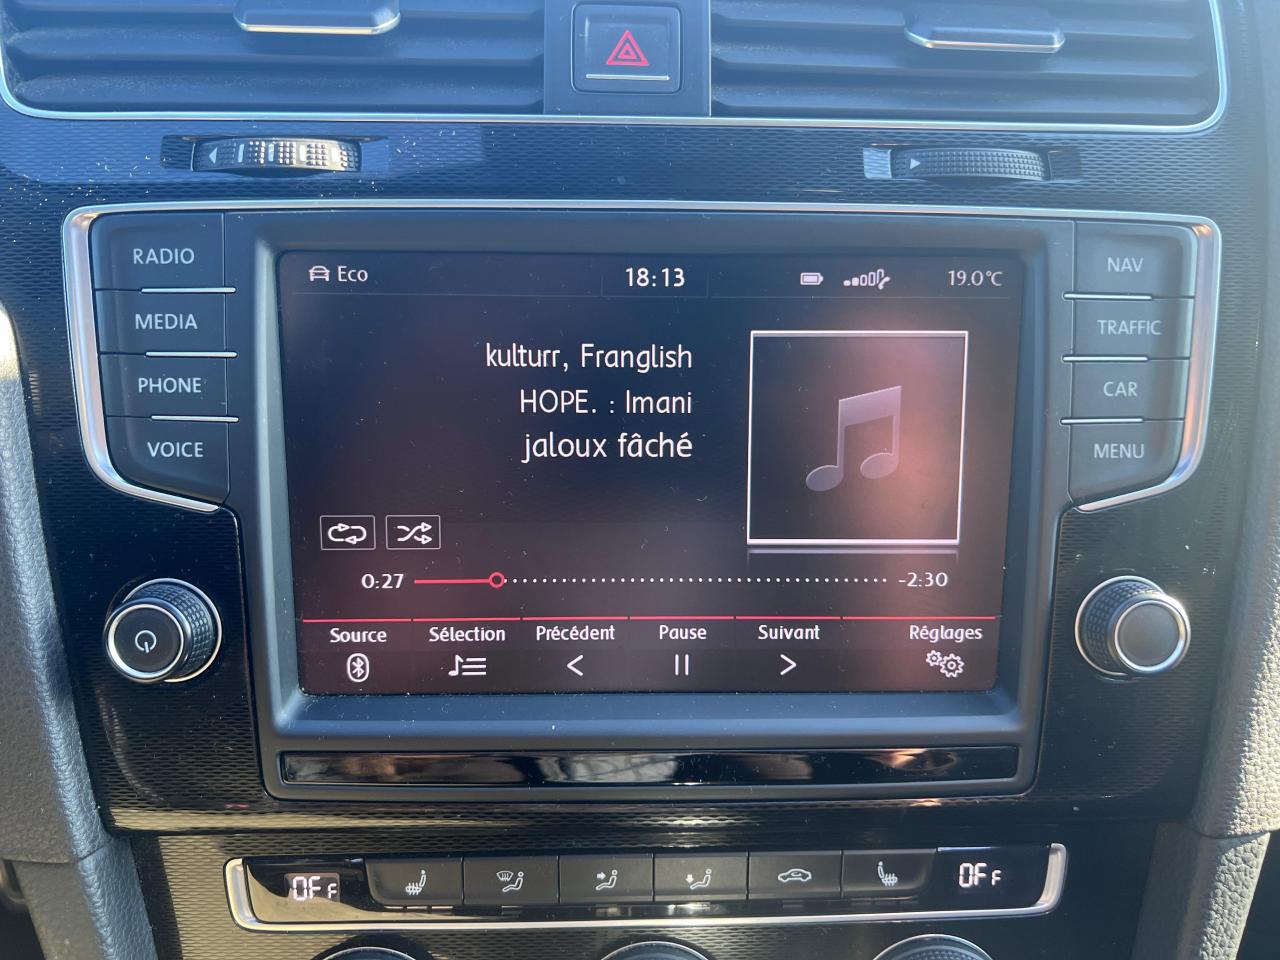 RADIO
MEDIA
PHONE
VOICE
Eco
18:13
19.0°C
kulturr, Franglish
HOPE. : Imani
jaloux fâché
0:27
-2:30
Source
Sélection
Précédent
Pause
Suivant
Réglages
NAV
TRAFFIC
CAR
MENU
OFF
OFF